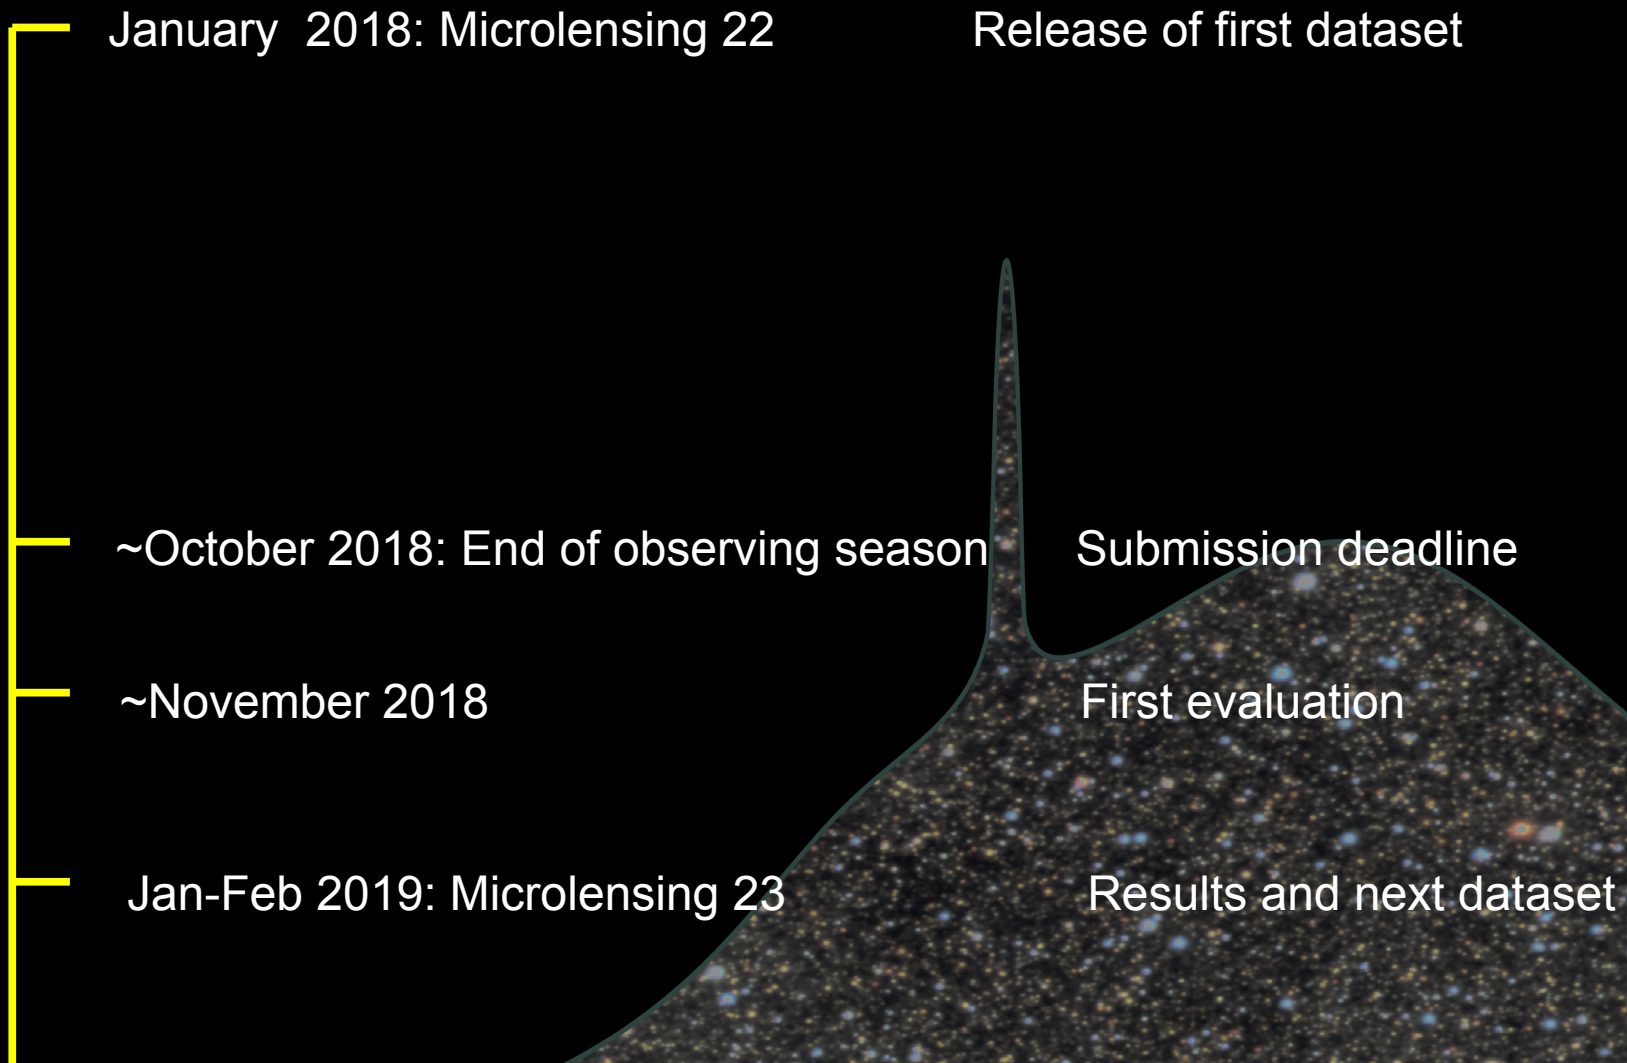 January  2018: Microlensing 22 Release of first dataset
~October 2018: End of observing season Submission deadline
~November 2018 First evaluation
Jan-Feb 2019: Microlensing 23 Results and next dataset